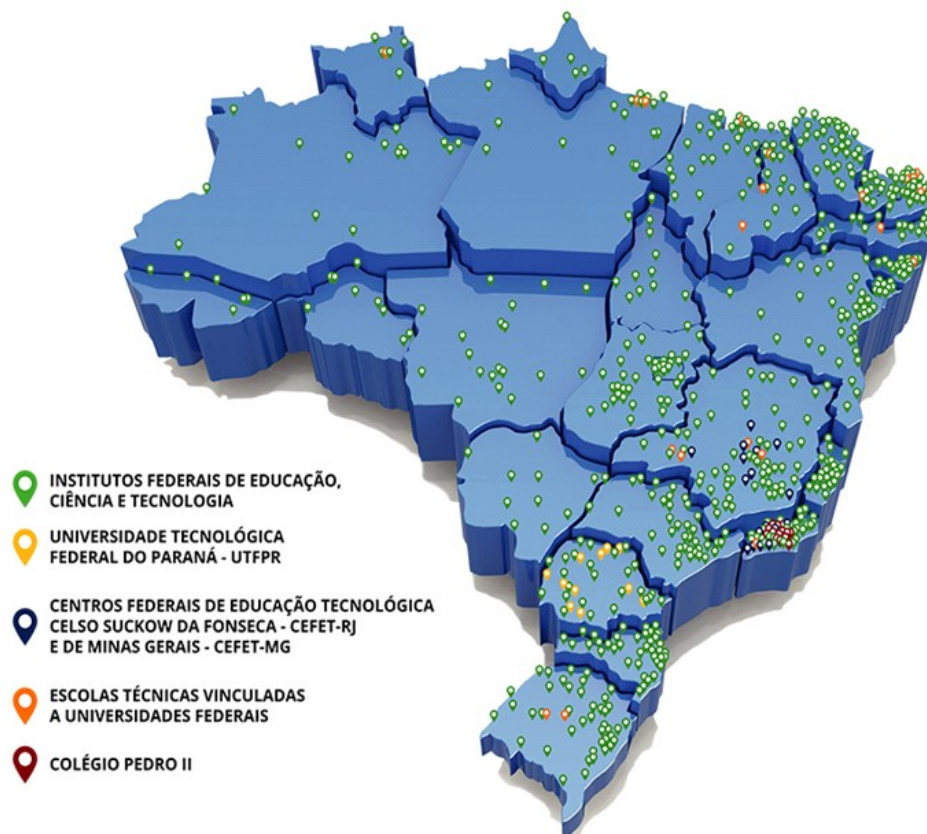 INSTITUTOS FEDERAIS DE EDUCAÇÃO,
CIÊNCIA E TECNOLOGIA
UNIVERSIDADE TECNOLÓGICA
FEDERAL DO PARANÁ - UTFPR
CENTROS FEDERAIS DE EDUCAÇÃO TECNOLÓGICA
CELSO SUCKOW DA FONSECA - CEFET-RJ
E DE MINAS GERAIS - CEFET-MG
ESCOLAS TÉCNICAS VINCULADAS
A UNIVERSIDADES FEDERAIS
COLÉGIO PEDRO II